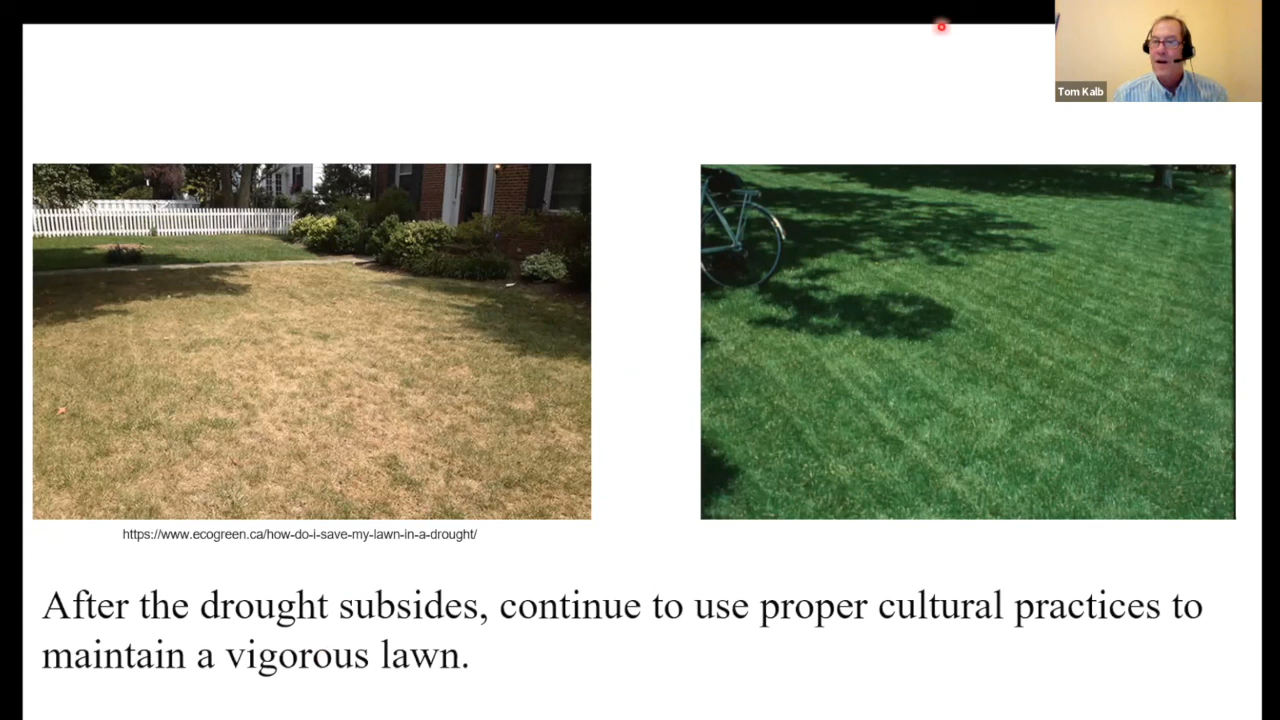 Tom Kalb
https://www.ecogreen.ca/how-do-i-save-my-lawn-in-a-drought/
After the drought subsides, continue to use proper cultural practices to
maintain a vigorous lawn.